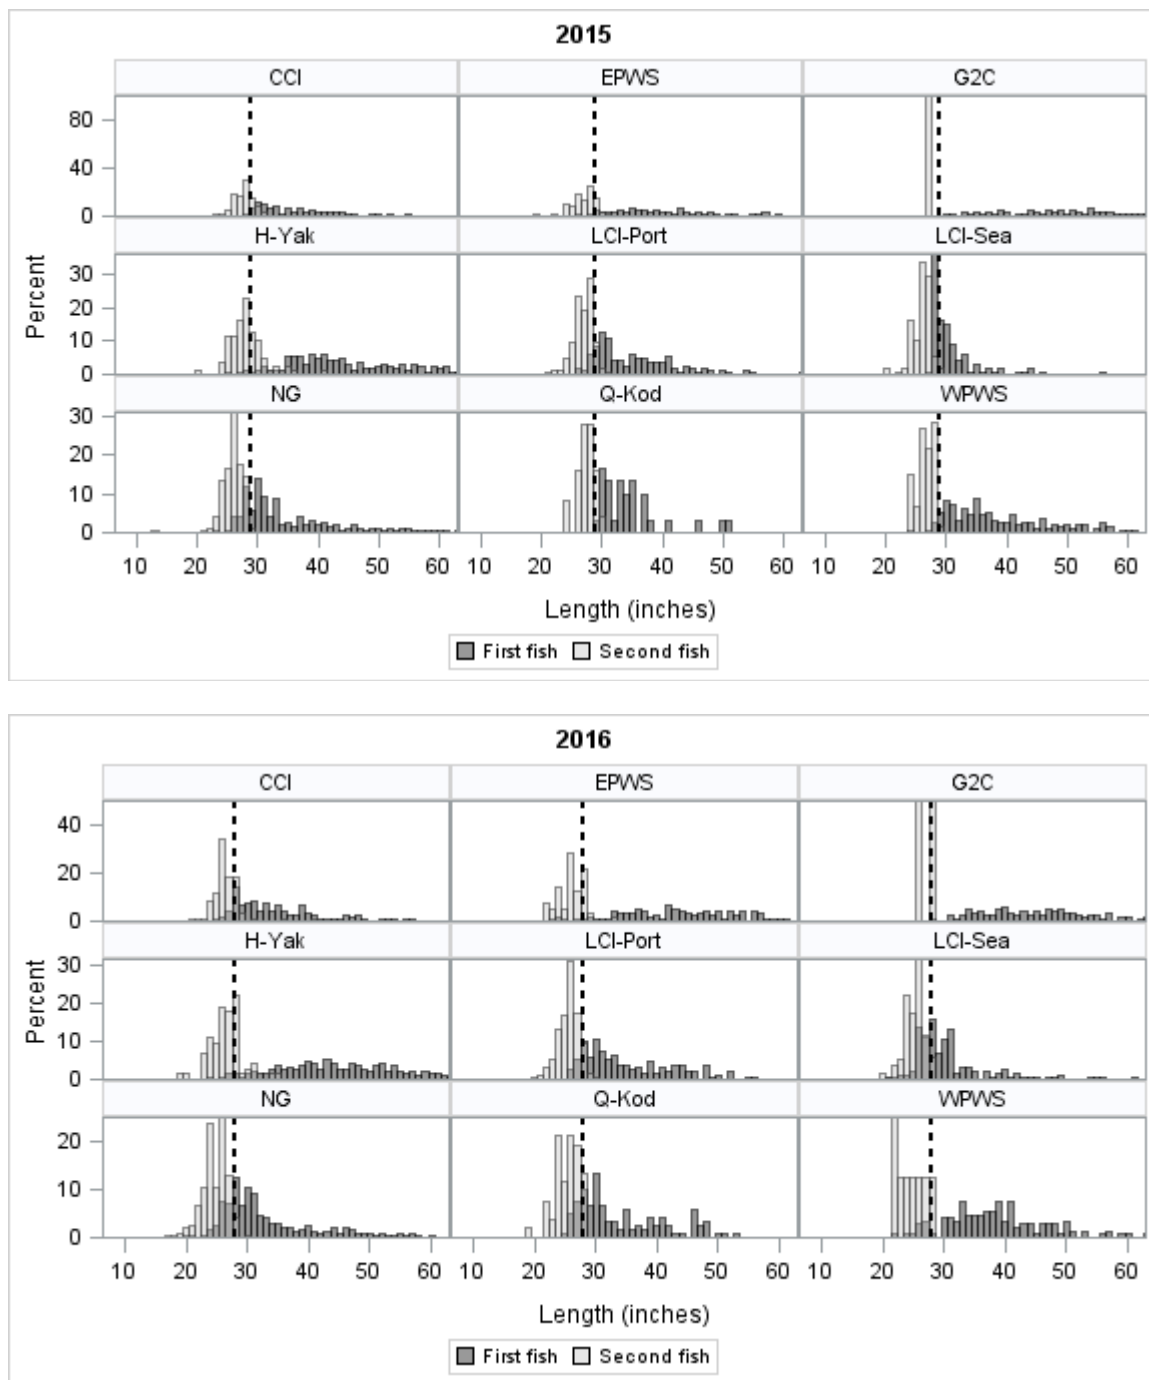 2015
CCI EPWS G2C
80
40
0
H-Yak LCI-Port LCI-Sea
Percent
30
20
10
0
NG Q-Kod WPWS
30
20
10
0
10 20 30 40 50 60 10 20 30 40 50 60 10 20 30 40 50 60
Length (inches)
First fish Second fish
2016
CCI EPWS G2C
40
20
0
H-Yak LCI-Port LCI-Sea
Percent
30
20
10
0
NG Q-Kod WPWS
20
10
0
10 20 30 40 50 60 10 20 30 40 50 60 10 20 30 40 50 60
Length (inches)
First fish Second fish